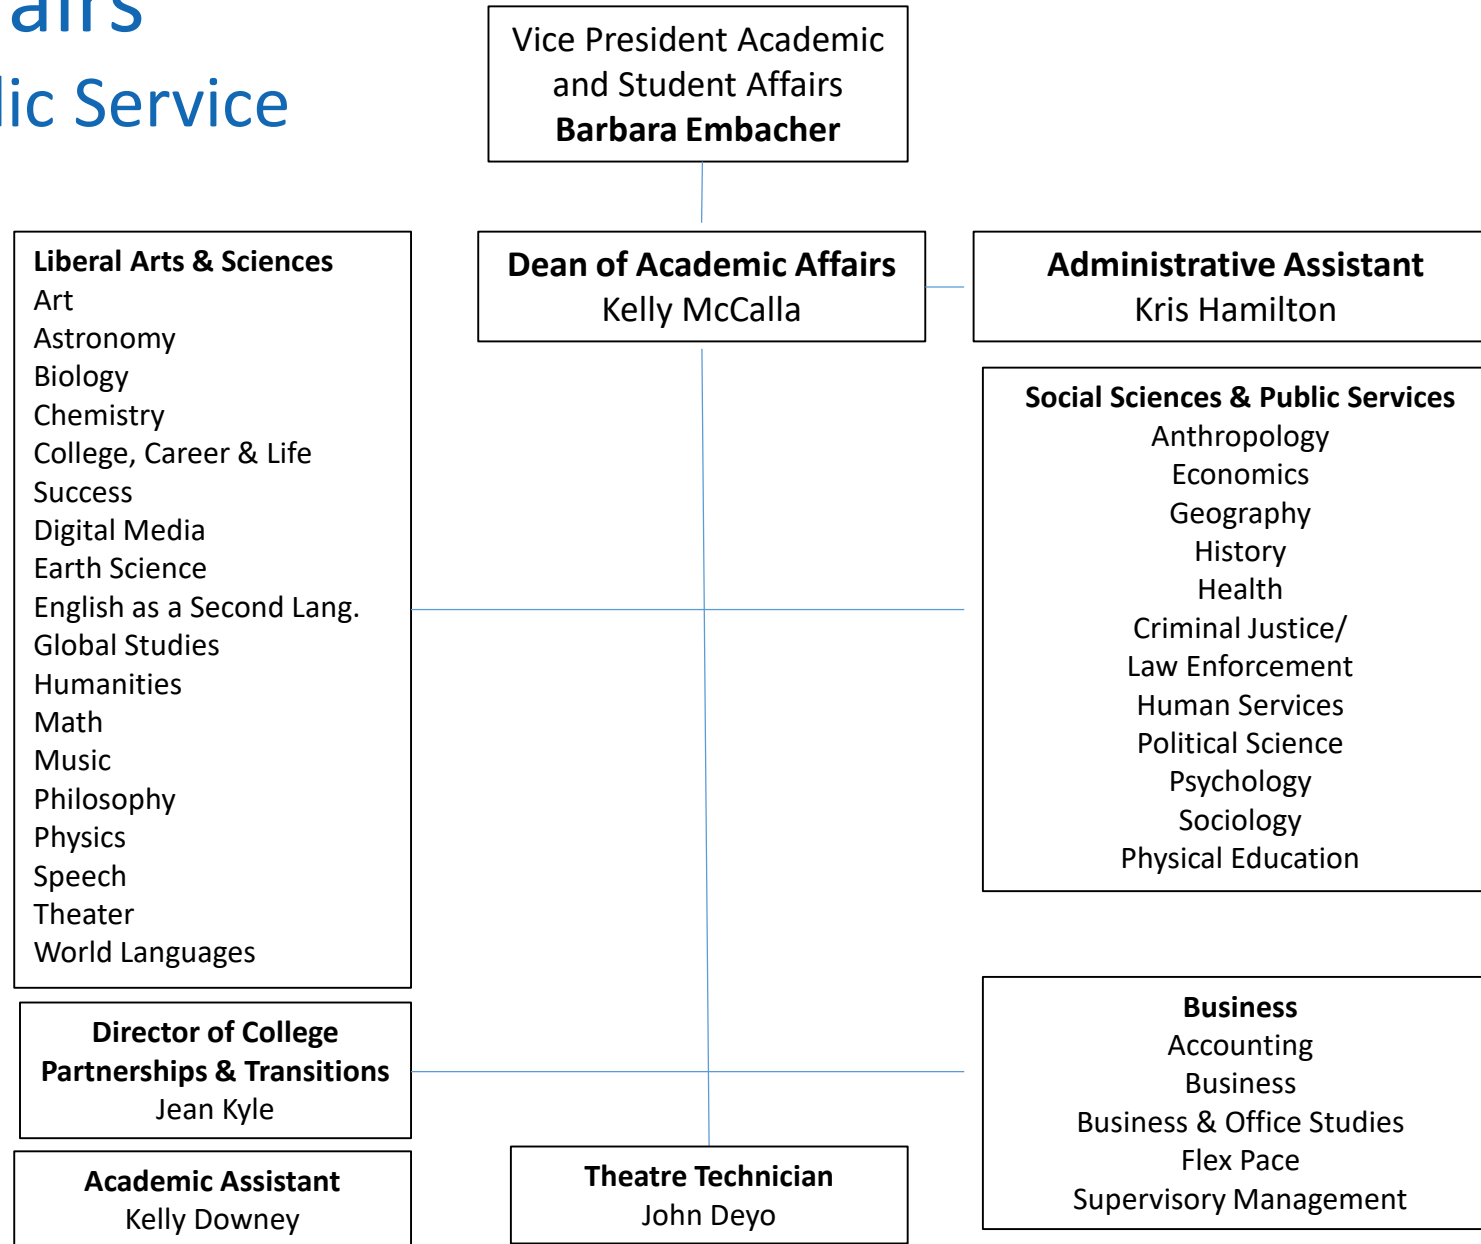 airs
lic Service
Vice President Academic
and Student Affairs
Barbara Embacher
Dean of Academic Affairs
Kelly McCalla
Administrative Assistant
Kris Hamilton
Liberal Arts & Sciences
Art
Astronomy
Biology
Chemistry
College, Career & Life
Success
Digital Media
Earth Science
English as a Second Lang.
Global Studies
Humanities
Math
Music
Philosophy
Physics
Speech
Theater
World Languages
Social Sciences & Public Services
Anthropology
Economics
Geography
History
Health
Criminal Justice/
Law Enforcement
Human Services
Political Science
Psychology
Sociology
Physical Education
Director of College
Partnerships & Transitions
Jean Kyle
Academic Assistant
Kelly Downey
Theatre Technician
John Deyo
Business
Accounting
Business
Business & Office Studies
Flex Pace
Supervisory Management